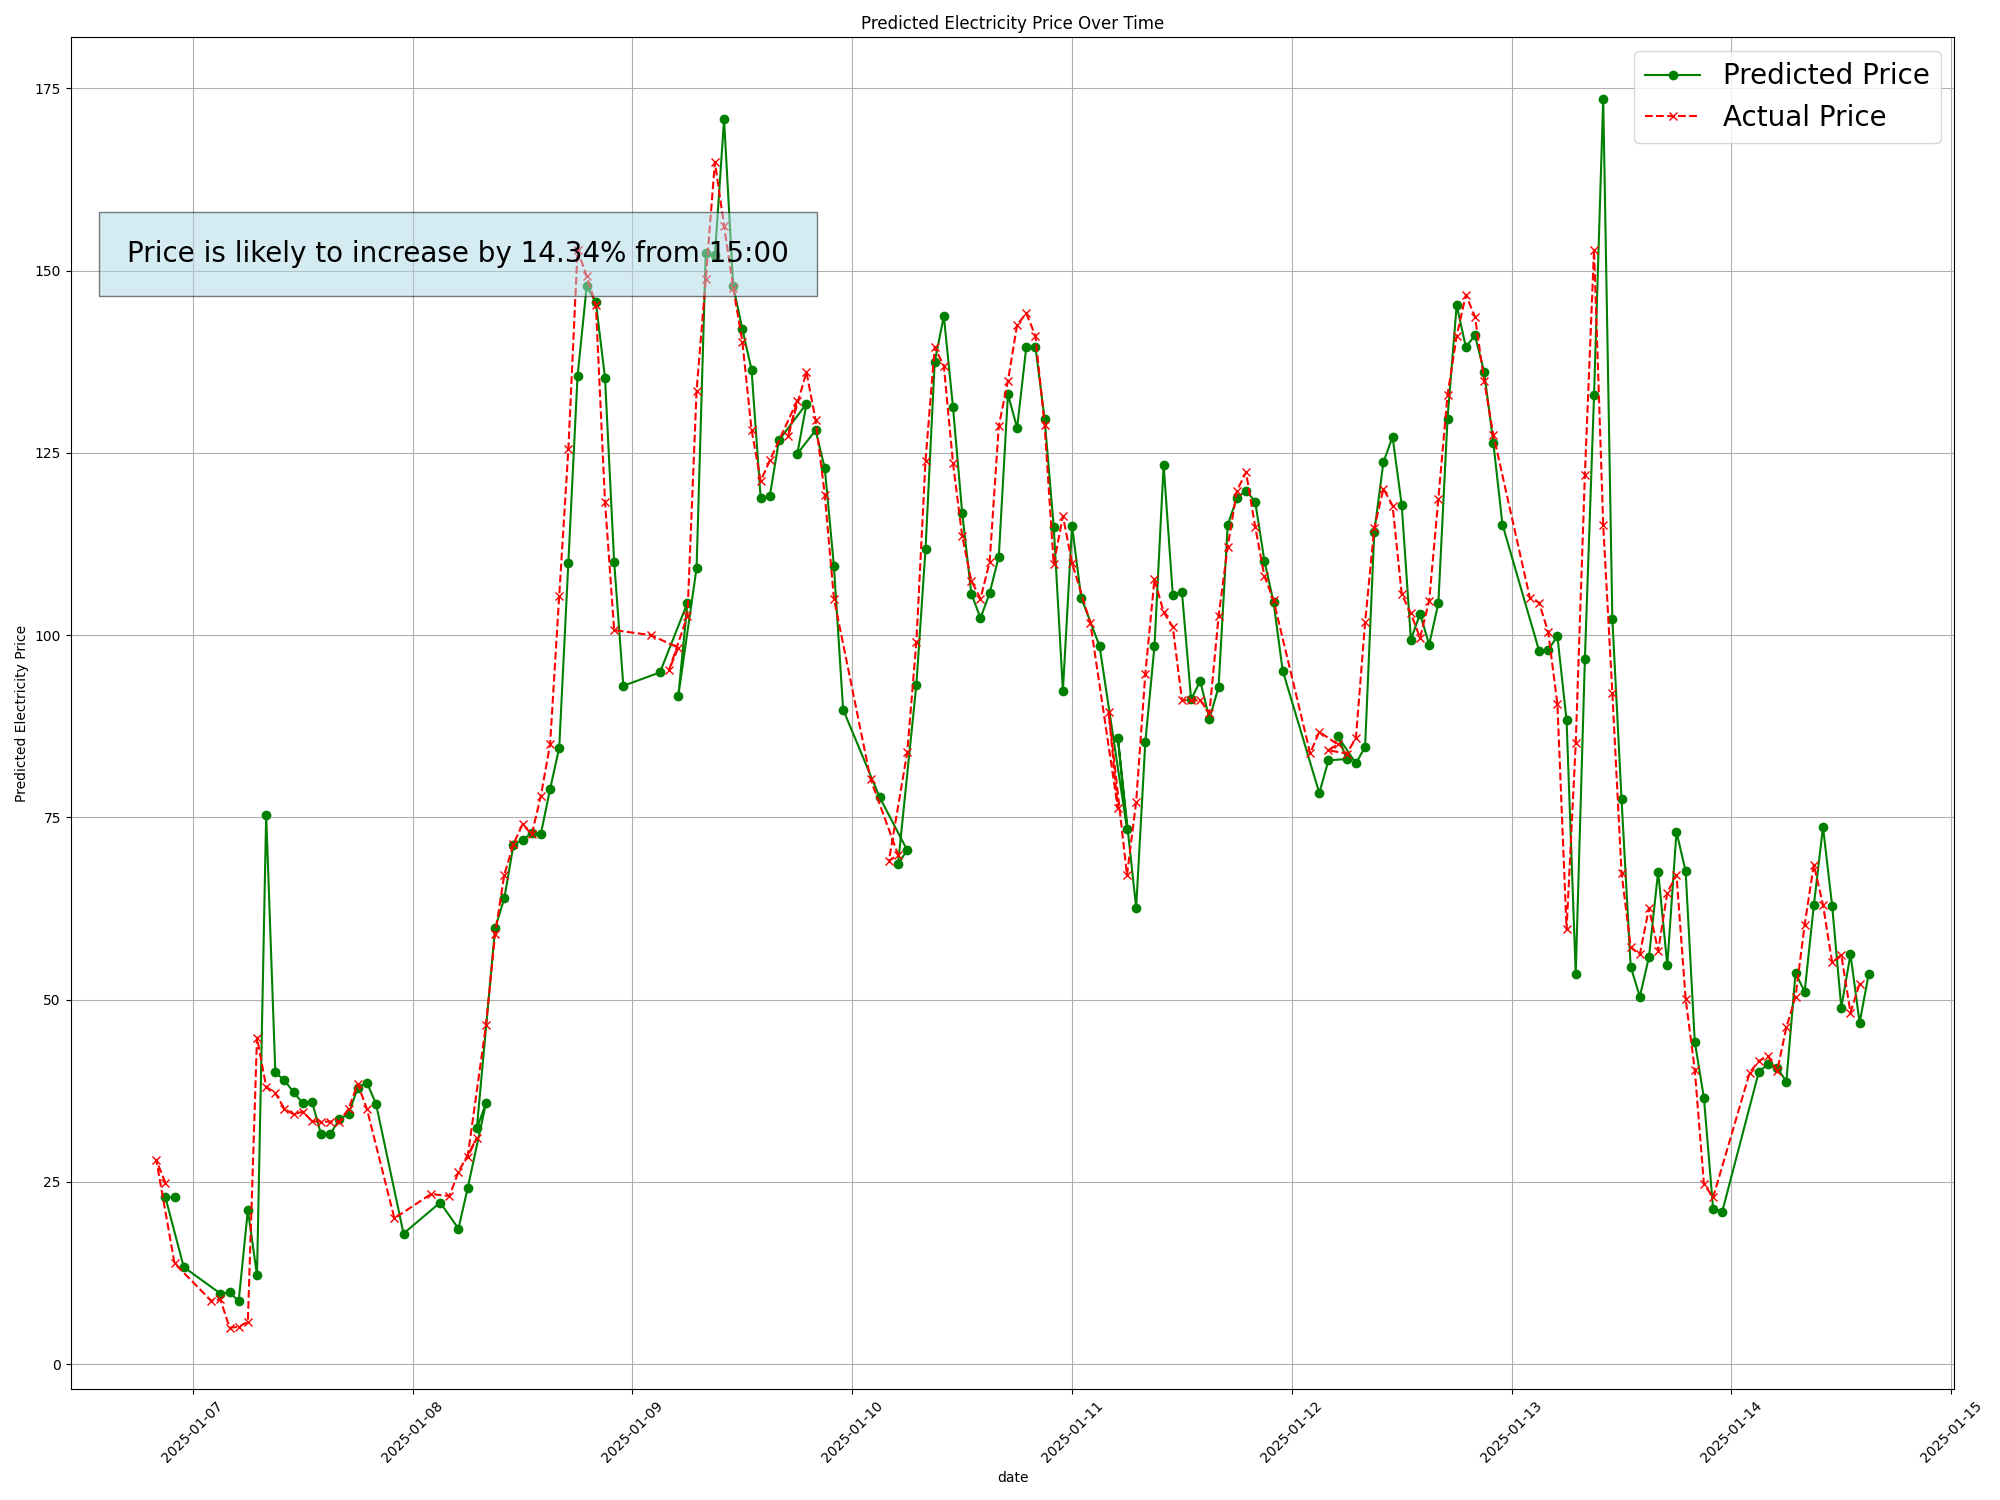 Predicted Electricity Price Over Time
Predicted Price
Actual Price
Price is likely to increase by 14.34% from 15:00
Predicted Electricity Price
175
150
125
100
75
50
25
0
2025-01-07
2025-01-08
2025-01-09
2025-01-10
2025-01-11
2025-01-12
2025-01-13
2025-01-14
2025-01-15
date